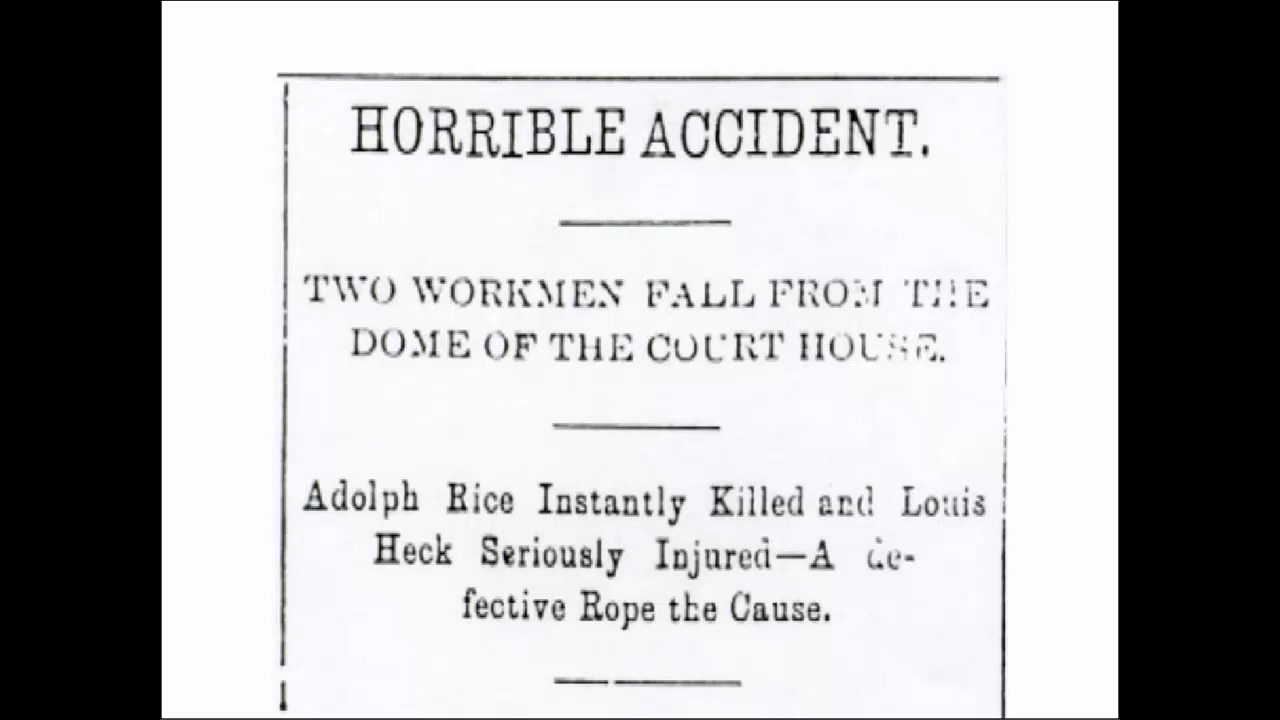 HORRIBLE ACCIDENT.
TWO WORKMEN FALL FROM THE
DOME OF THE COURT HOUSE.
Adolph Rice Instantly Killed and Louis
Heck Seriously Injured—A de-
fective Rope the Cause.